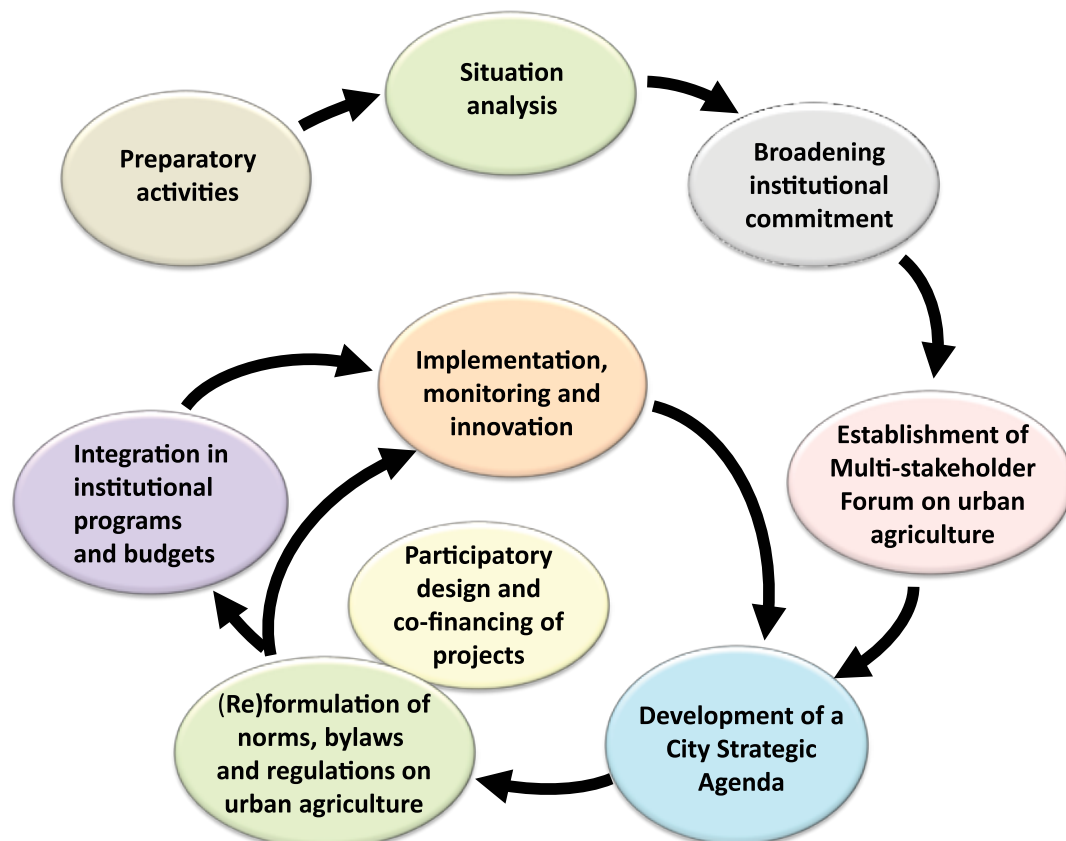 Preparatory
activities
Situation
analysis
Broadening
institutional
commitment
Establishment of
Multi-stakeholder
Forum on urban
agriculture
Development of a
City Strategic
Agenda
(Re)formulation of
norms, bylaws
and regulations on
urban agriculture
Participatory
design and
co-financing of
projects
Integration in
institutional
programs
and budgets
Implementation,
monitoring and
innovation